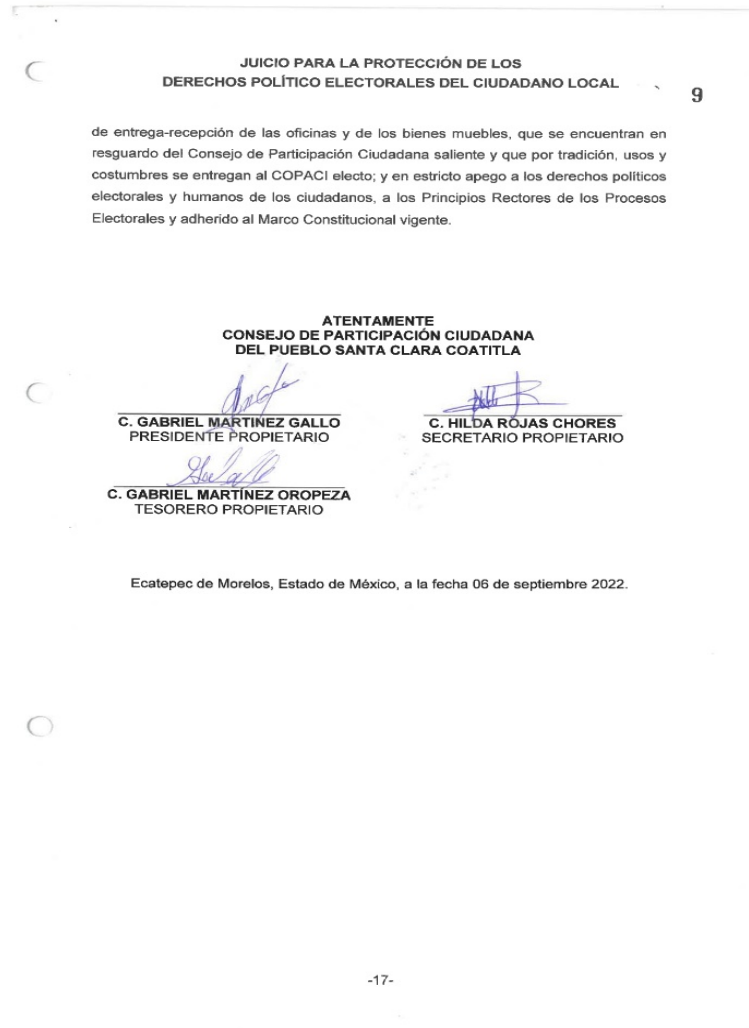 JUICIO PARA LA PROTECCIÓN DE LOS
DERECHOS POLÍTICO ELECTORALES DEL CIUDADANO LOCAL
9
de entrega-recepción de las oficinas y de los bienes muebles, que se encuentran en
resguardo del Consejo de Participación Ciudadana saliente y que por tradición, usos y
costumbres se entregan al COPACI electo; y en estricto apego a los derechos políticos
electorales y humanos de los ciudadanos, a los Principios Rectores de los Procesos
Electorales y adherido al Marco Constitucional vigente.
ATENTAMENTE
CONSEJO DE PARTICIPACIÓN CIUDADANA
DEL PUEBLO SANTA CLARA COATITLA
C. GABRIEL MARTÍNEZ GALLO
PRESIDENTE PROPIETARIO
C. HILDA ROJAS CHORES
SECRETARIO PROPIETARIO
C. GABRIEL MARTÍNEZ OROPEZA
TESORERO PROPIETARIO
Ecatepec de Morelos, Estado de México, a la fecha 06 de septiembre 2022.
-17-